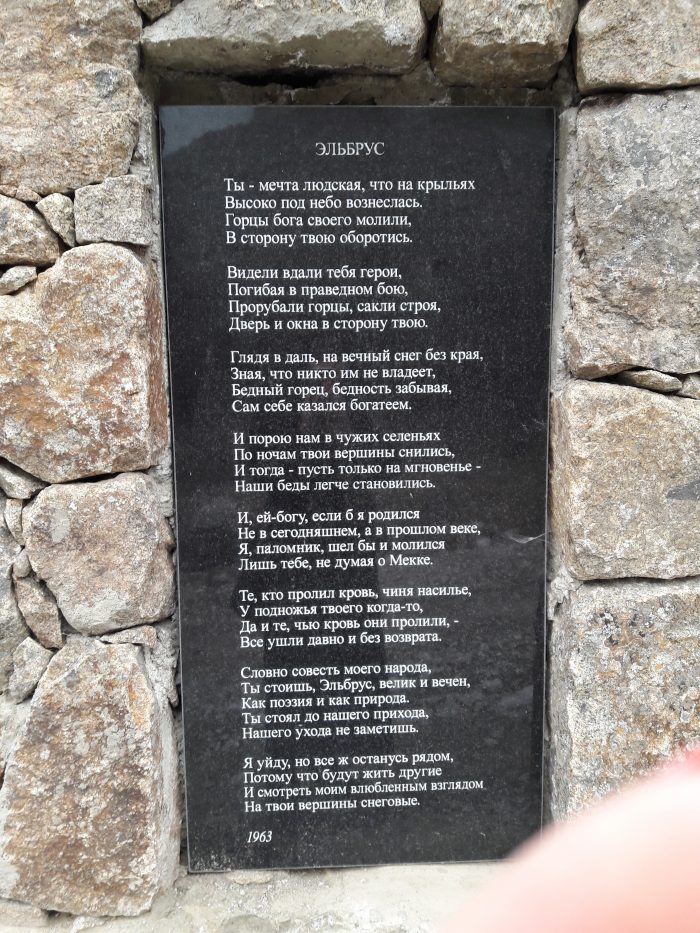 ЭЛЬБРУС
Ты - мечта людская, что на крыльях
Высоко под небо вознеслась.
Горцы бога своего молили,
В сторону твою оборотись.
Видели вдали тебя герои,
Погибая в праведном бою,
Прорубали горцы, сакли строя,
Дверь и окна в сторону твою.
Глядя в даль, на вечный снег без края,
Зная, что никто им не владеет,
Бедный горец, бедность забывая,
Сам себе казался богатеем.
И порою нам в чужих селеньях
По ночам твои вершины снились,
И тогда - пусть только на мгновенье -
Наши беды легче становились.
И, ей-богу, если б я родился
Не в сегодняшнем, а в прошлом веке,
Я, паломник, шел бы и молился
Лишь тебе, не думая о Мекке.
Те, кто пролил кровь, чиня насилье,
У подножья твоего когда-то,
Да и те, чью кровь они пролили, -
Все ушли давно и без возврата.
Словно совесть моего народа,
Ты стоишь, Эльбрус, велик и вечен,
Как поэзия и как природа.
Ты стоял до нашего прихода,
Нашего ухода не заметишь.
Я уйду, но все ж останусь рядом,
Потому что будут жить другие
И смотреть моим влюбленным взглядом
На твои вершины снеговые.
1963